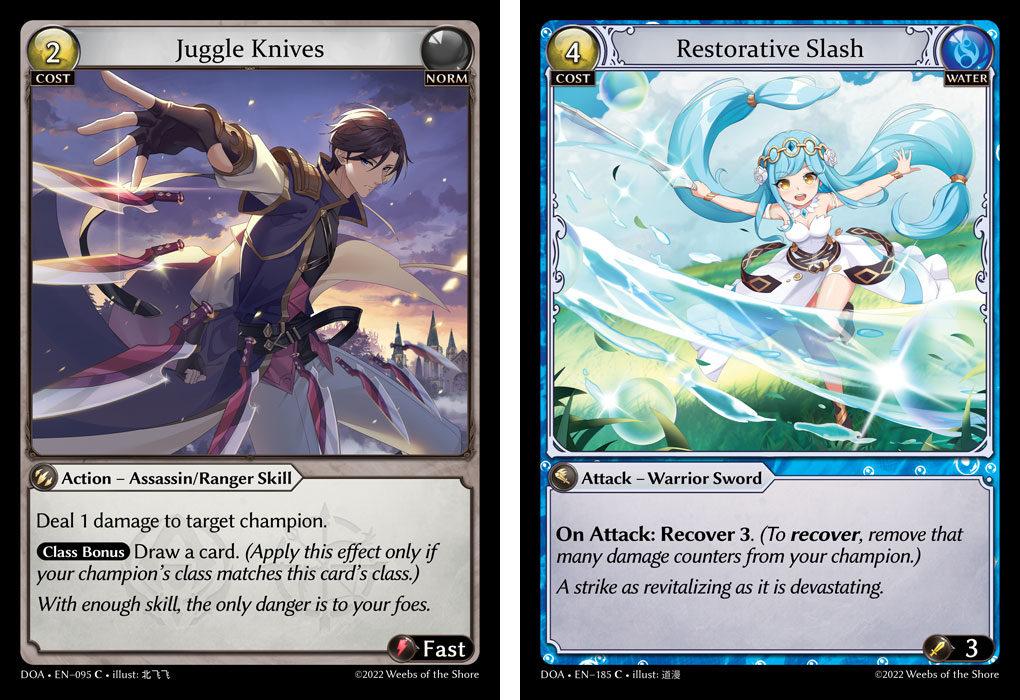 2
COST
Juggle Knives
NORM
Action – Assassin/Ranger Skill
Deal 1 damage to target champion.
Class Bonus Draw a card. (Apply this effect only if
your champion's class matches this card's class.)
With enough skill, the only danger is to your foes.
Fast
DOA • EN–095 C • illust: 北飞飞
©2022 Weebs of the Shore
4
COST
Restorative Slash
WATER
Attack – Warrior Sword
On Attack: Recover 3. (To recover, remove that
many damage counters from your champion.)
A strike as revitalizing as it is devastating.
3
DOA • EN–185 C • illust: 道漫
©2022 Weebs of the Shore